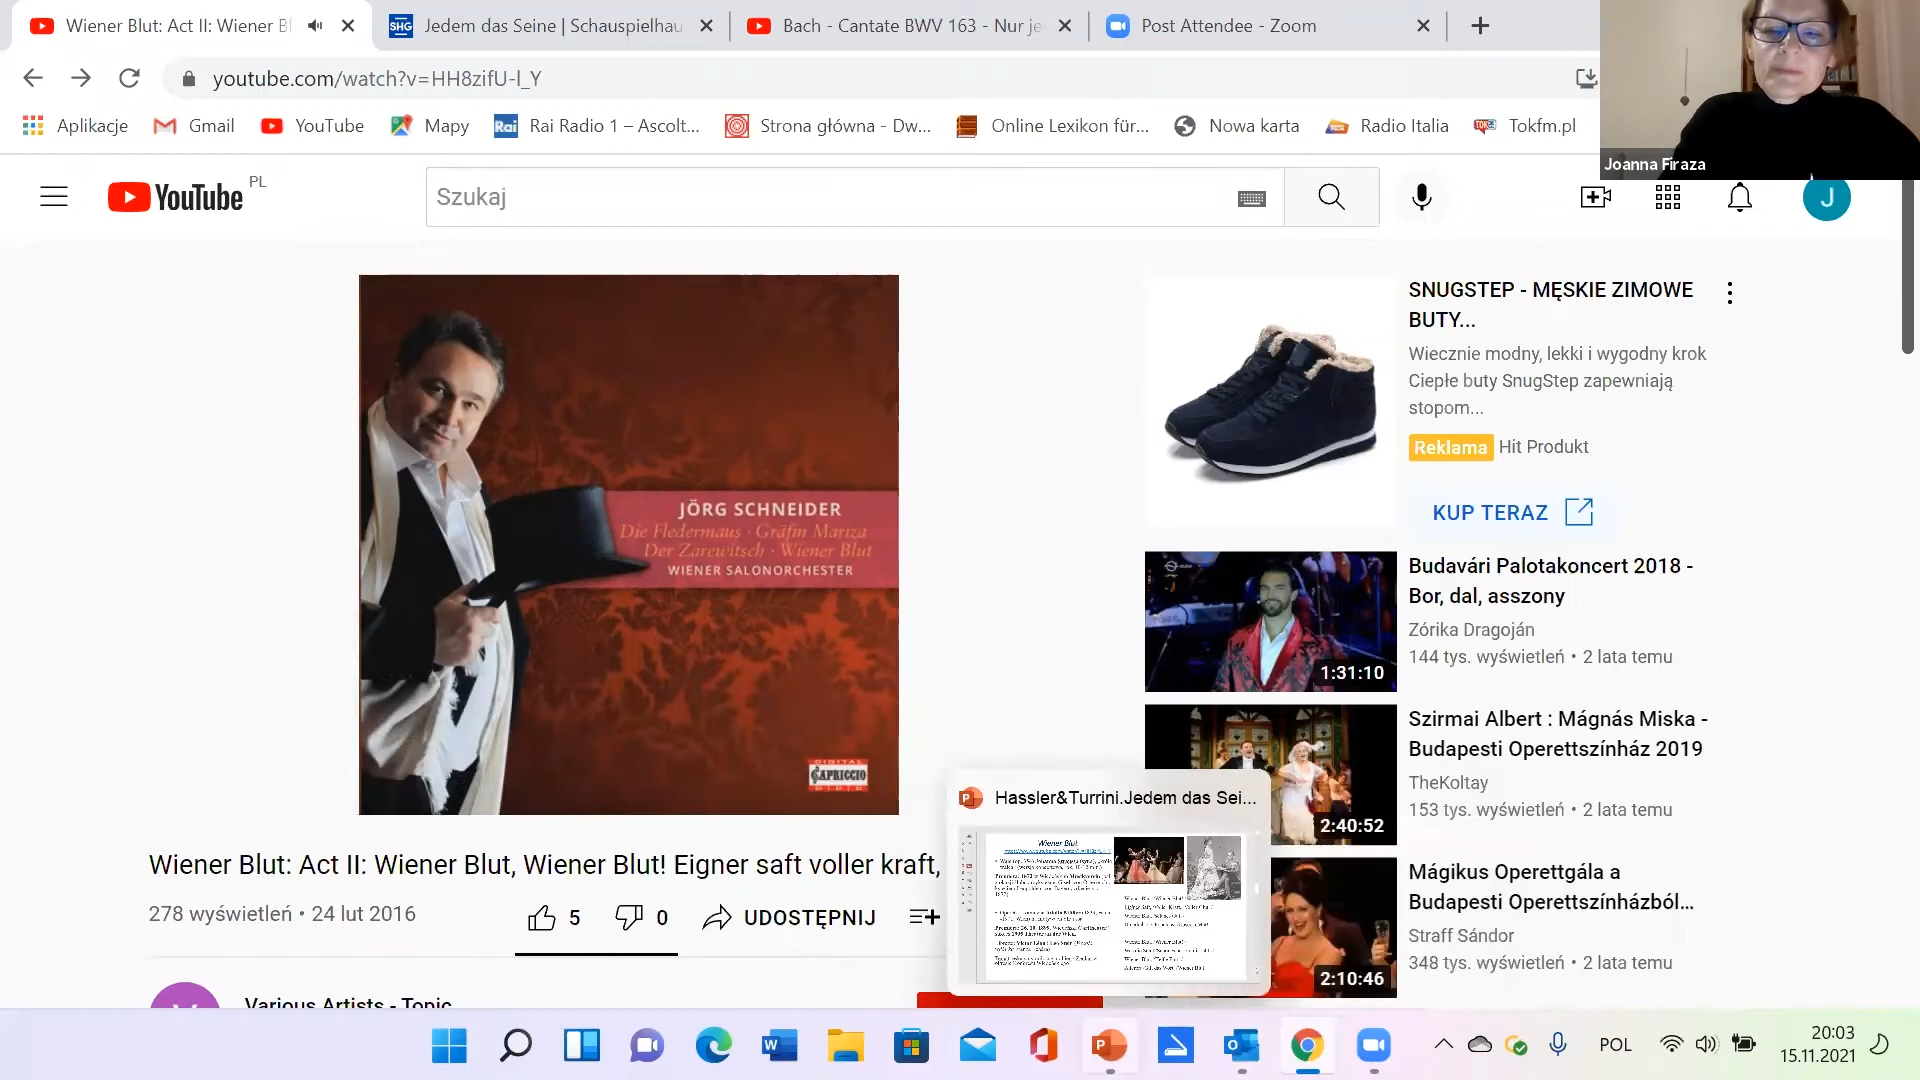 Wiener Blut: Act II: Wiener Bl
Jedem das Seine | Schauspielhau
Bach - Cantate BWV 163 - Nur je
Post Attendee - Zoom
youtube.com/watch?v=HH8zifU-l_Y
Aplikacje
Gmail
YouTube
Mapy
Rai Radio 1 – Ascolt...
Strona główna - Dw...
Online Lexikon für...
Nowa karta
Radio Italia
Tokfm.pl
Joanna Firaza
YouTube PL
Szukaj
J
JÖRG SCHNEIDER
Die Fledermaus · Gräfin Mariza
Der Zarewitsch · Wiener Blut
WIENER SALONORCHESTER
DIGITAL
CAPRICCIO
SNUGSTEP - MĘSKIE ZIMOWE
BUTY...
Wiecznie modny, lekki i wygodny krok
Ciepłe buty SnugStep zapewniają
stopom...
Reklama Hit Produkt
KUP TERAZ
1:31:10
Budavári Palotakoncert 2018 -
Bor, dal, asszony
Zórika Dragoján
144 tys. wyświetleń • 2 lata temu
2:40:52
Szirmai Albert : Mágnás Miska -
Budapesti Operettszínház 2019
TheKoltay
153 tys. wyświetleń • 2 lata temu
2:10:46
Mágikus Operettgála a
Budapesti Operettszínházból...
Straff Sándor
348 tys. wyświetleń • 2 lata temu
Wiener Blut: Act II: Wiener Blut, Wiener Blut! Eigner saft voller kraft,
278 wyświetleń • 24 lut 2016
5
0
UDOSTĘPNIJ
Various Artists - Topic
Hassler&Turrini.Jedem das Sei...
Wiener Blut
POL
20:03
15.11.2021